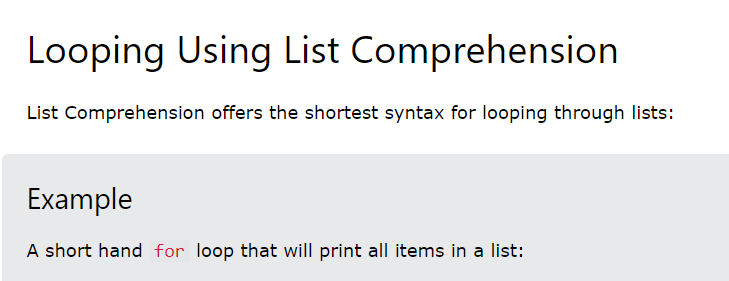 Looping Using List Comprehension
List Comprehension offers the shortest syntax for looping through lists:
Example
A short hand for loop that will print all items in a list: